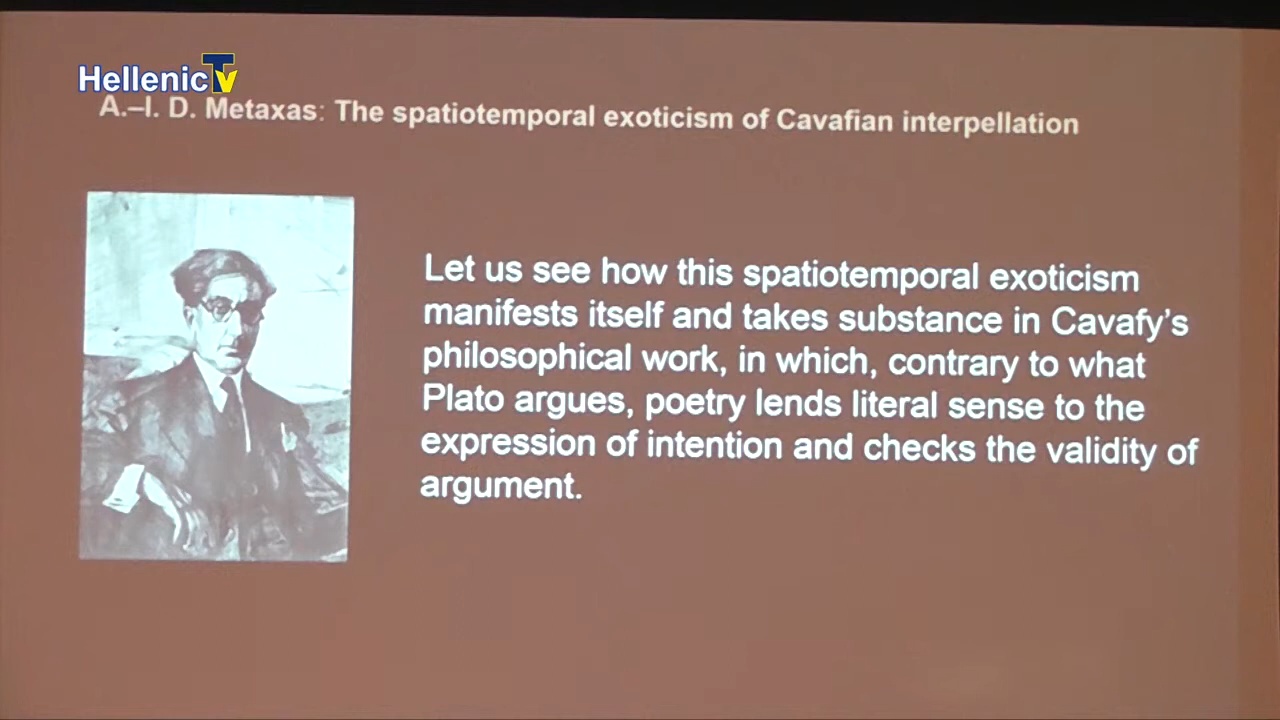 Hellenic Tv
A.–I. D. Metaxas: The spatiotemporal exoticism of Cavafian interpellation
Let us see how this spatiotemporal exoticism
manifests itself and takes substance in Cavafy’s
philosophical work, in which, contrary to what
Plato argues, poetry lends literal sense to the
expression of intention and checks the validity of
argument.